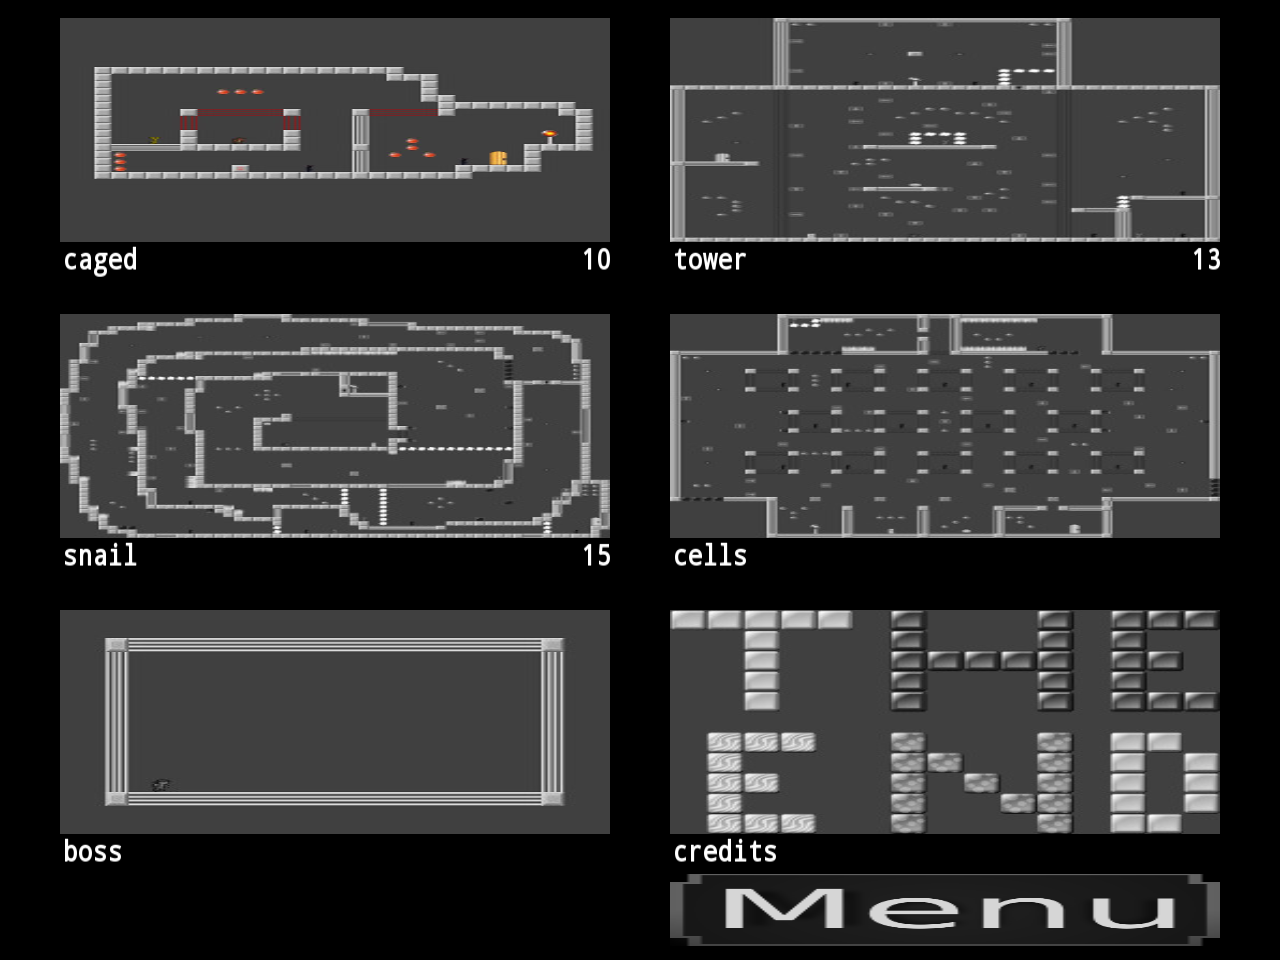 caged 10
tower 13
snail 15
cells
THE
END
boss
credits
Menu